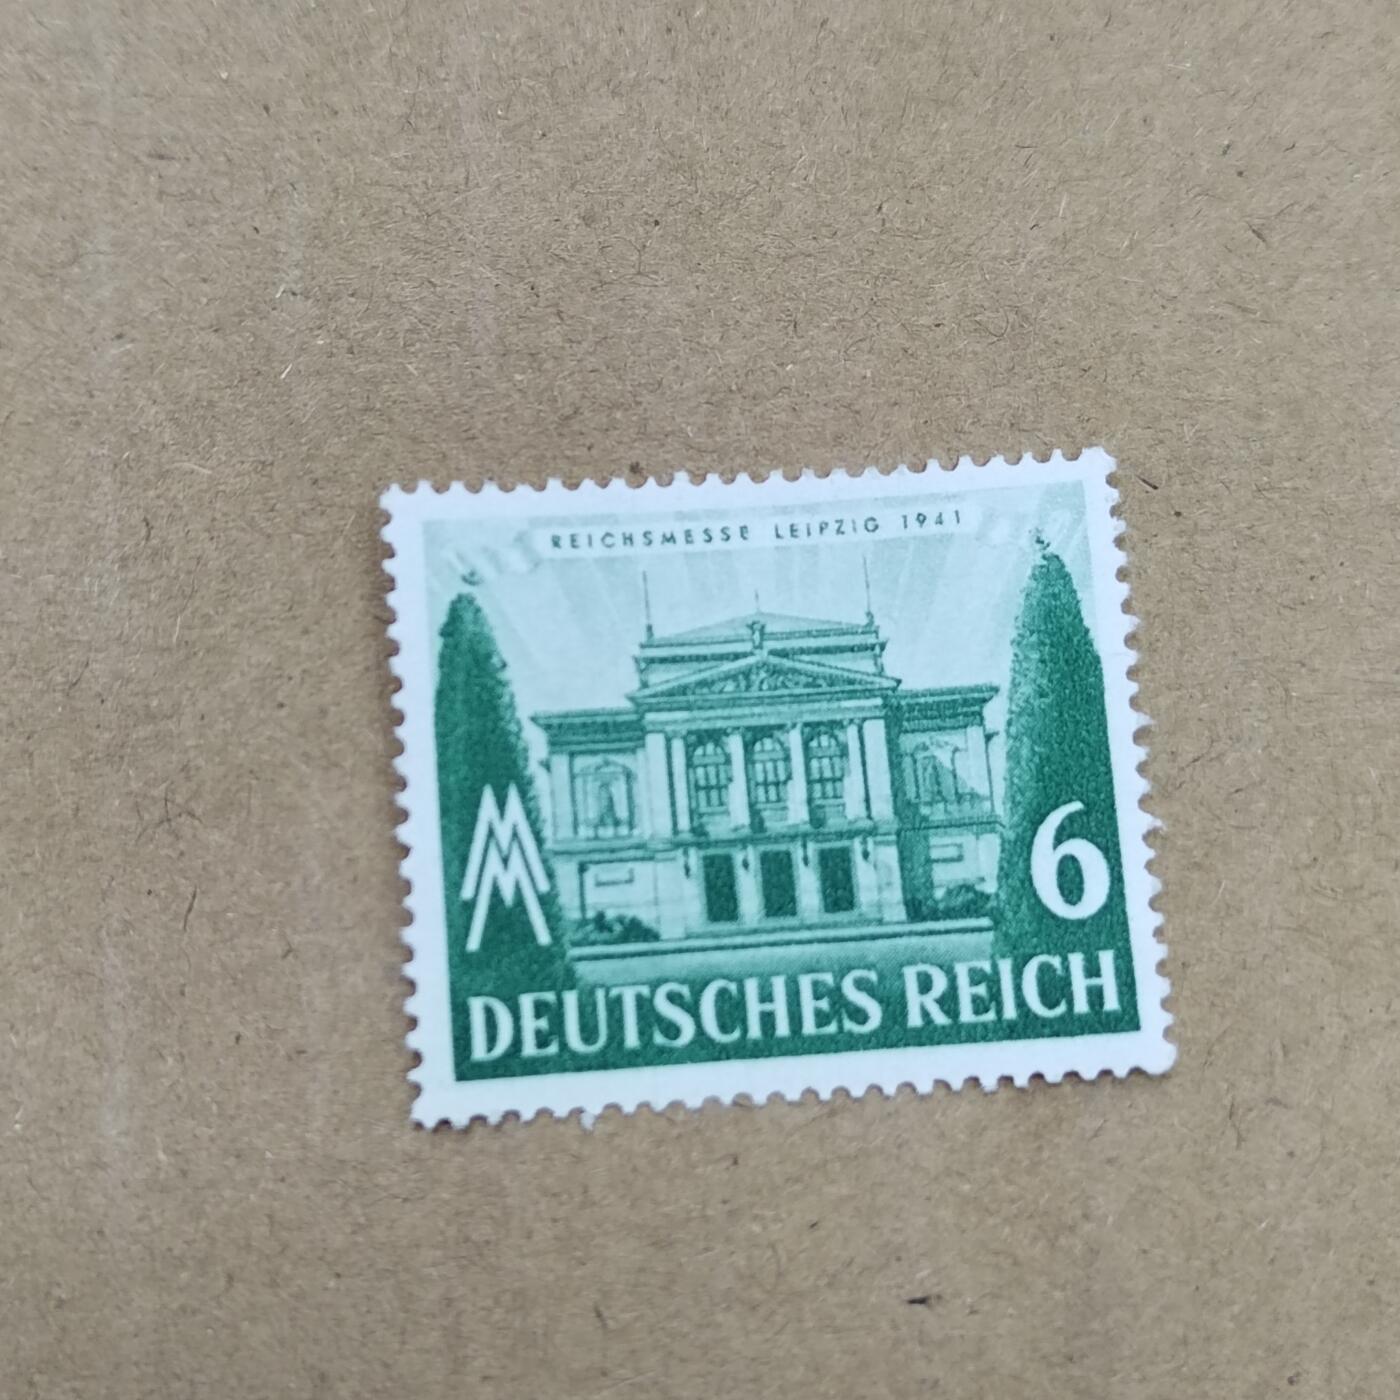 REICHSMESSE LEIPZIG 1941
MM
6
DEUTSCHES REICH